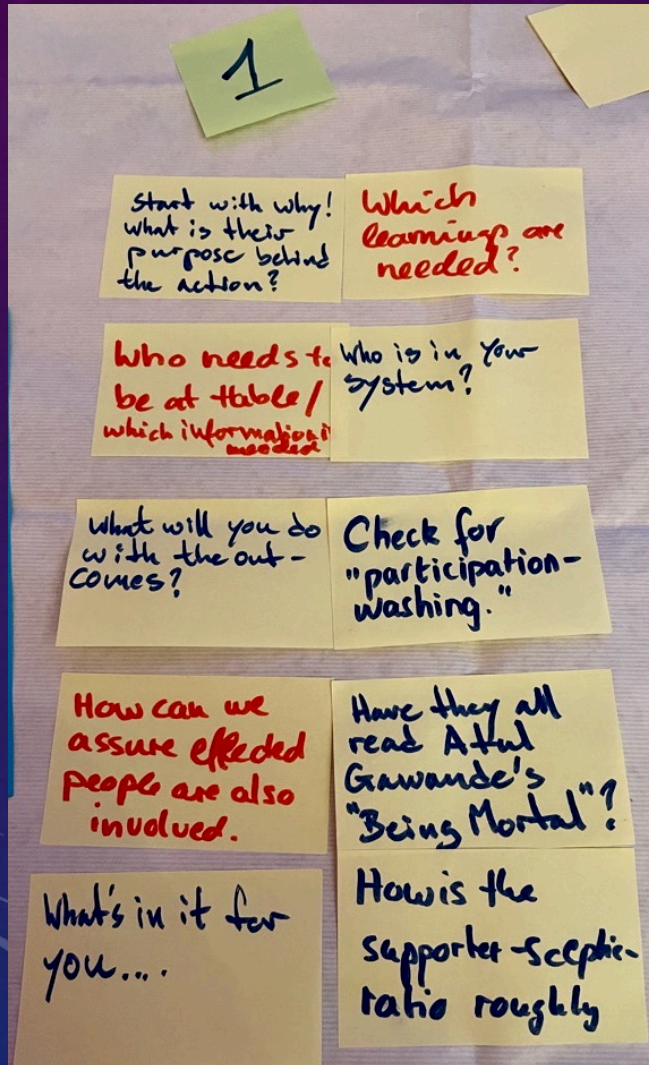 1
Start with why!
what is their
purpose behind
the action?
Which
learnings are
needed?
Who needs to
be at ttable/
which information i
needed
Who is in your
system?
What will you do
with the out-
comes?
Check for
"participation-
washing."
How can we
assure effected
people are also
involved.
Have they all
read Atul
Gawande's
"Being Mortal"?
What's in it for
you....
How is the
supporter-sceptic-
ratio roughly